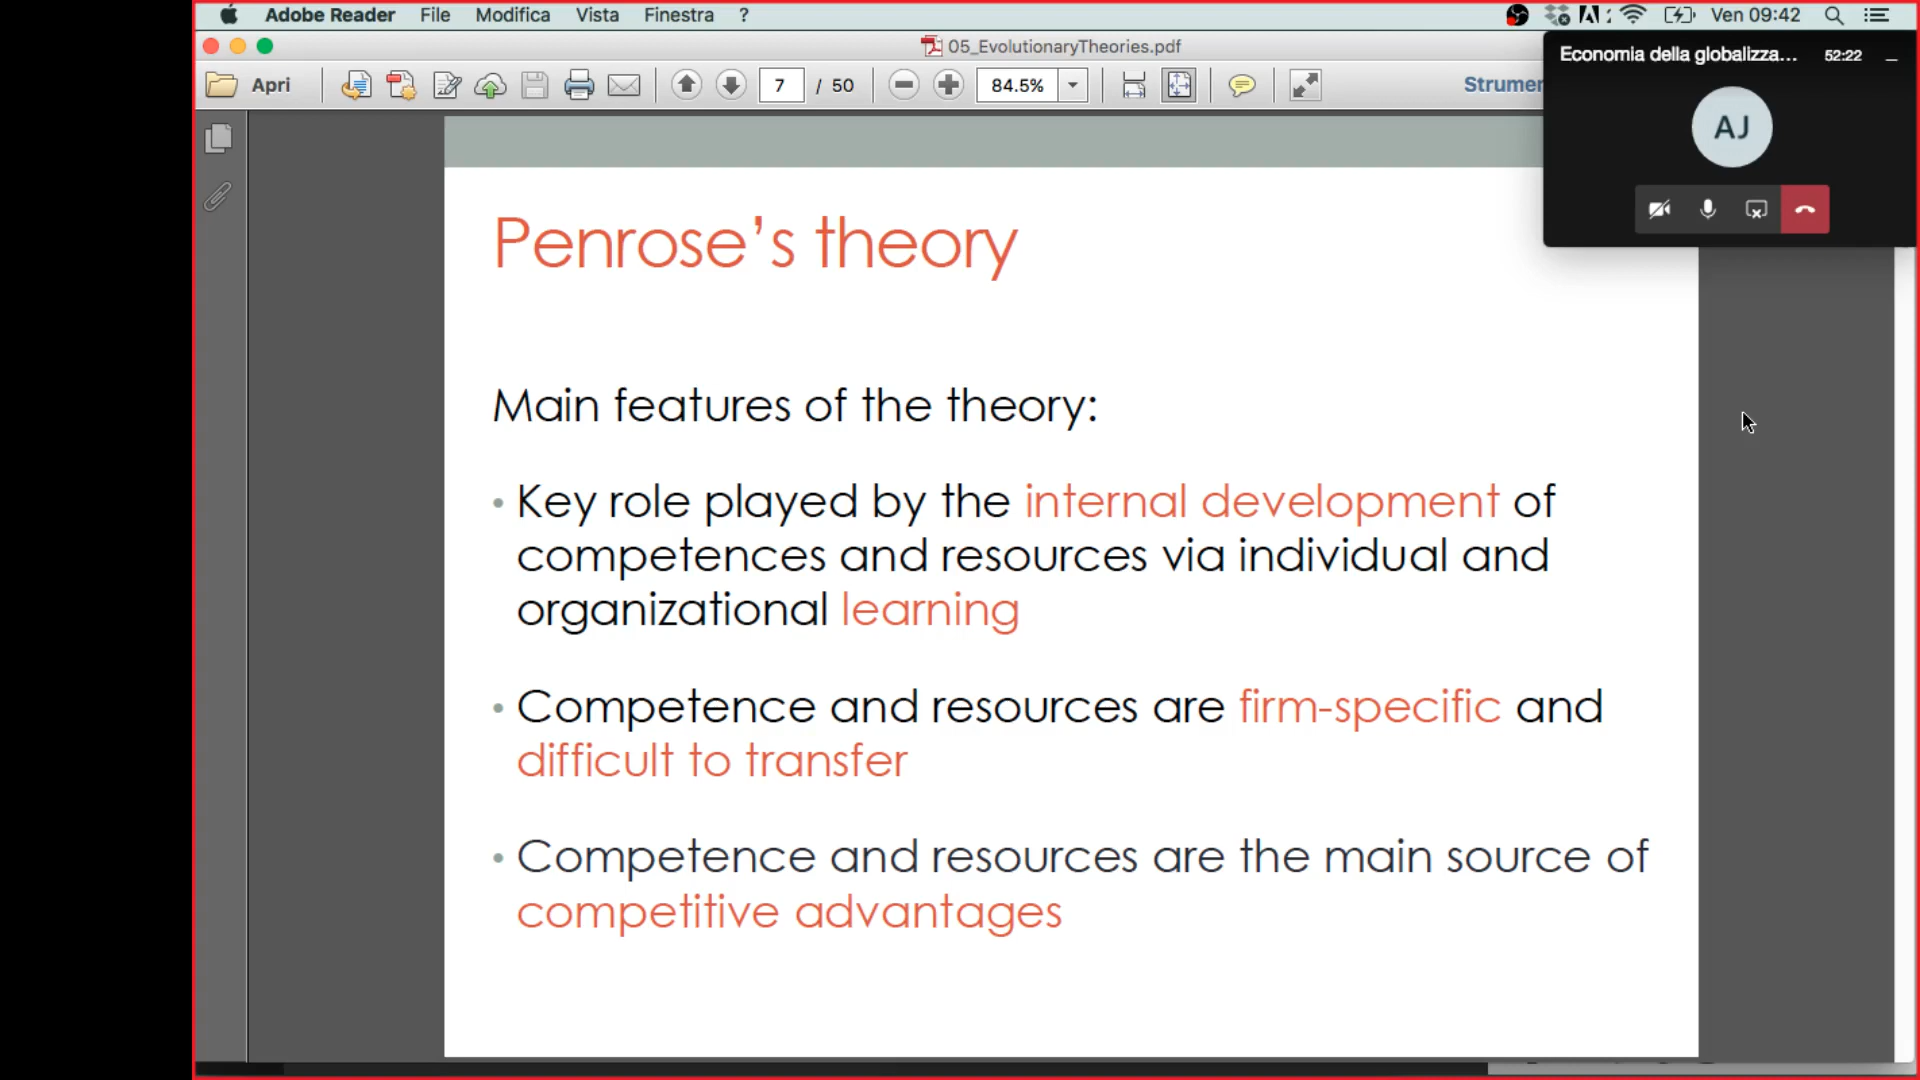 Adobe Reader File Modifica Vista Finestra ? Ven 09:42
05_EvolutionaryTheories.pdf
Economia della globalizza... 52:22
Apri 7 / 50 84.5% Strumen
AJ
Penrose's theory
Main features of the theory:
• Key role played by the internal development of
competences and resources via individual and
organizational learning
• Competence and resources are firm-specific and
difficult to transfer
• Competence and resources are the main source of
competitive advantages